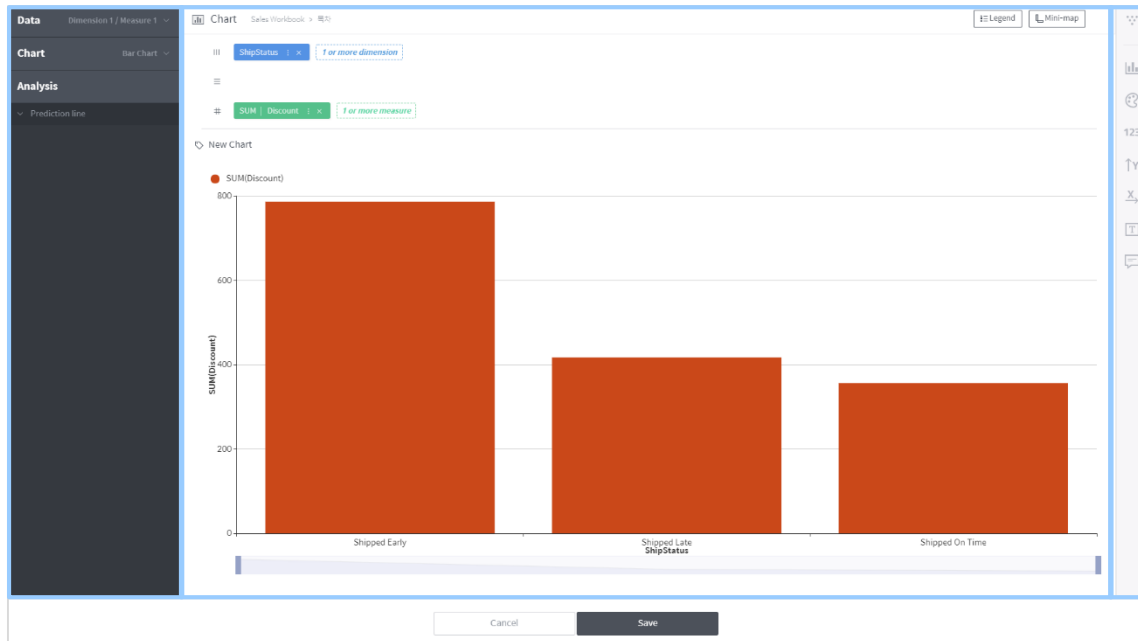 Data Dimension 1 / Measure 1
Chart Bar Chart
Analysis
Prediction line
Chart Sales Workbook > 목차
Legend Mini-map
ShipStatus 1 or more dimension
SUM | Discount 1 or more measure
New Chart
SUM(Discount)
800
600
400
200
0
SUM(Discount)
Shipped Early Shipped Late Shipped On Time
ShipStatus
123
Y
X
T
Cancel Save